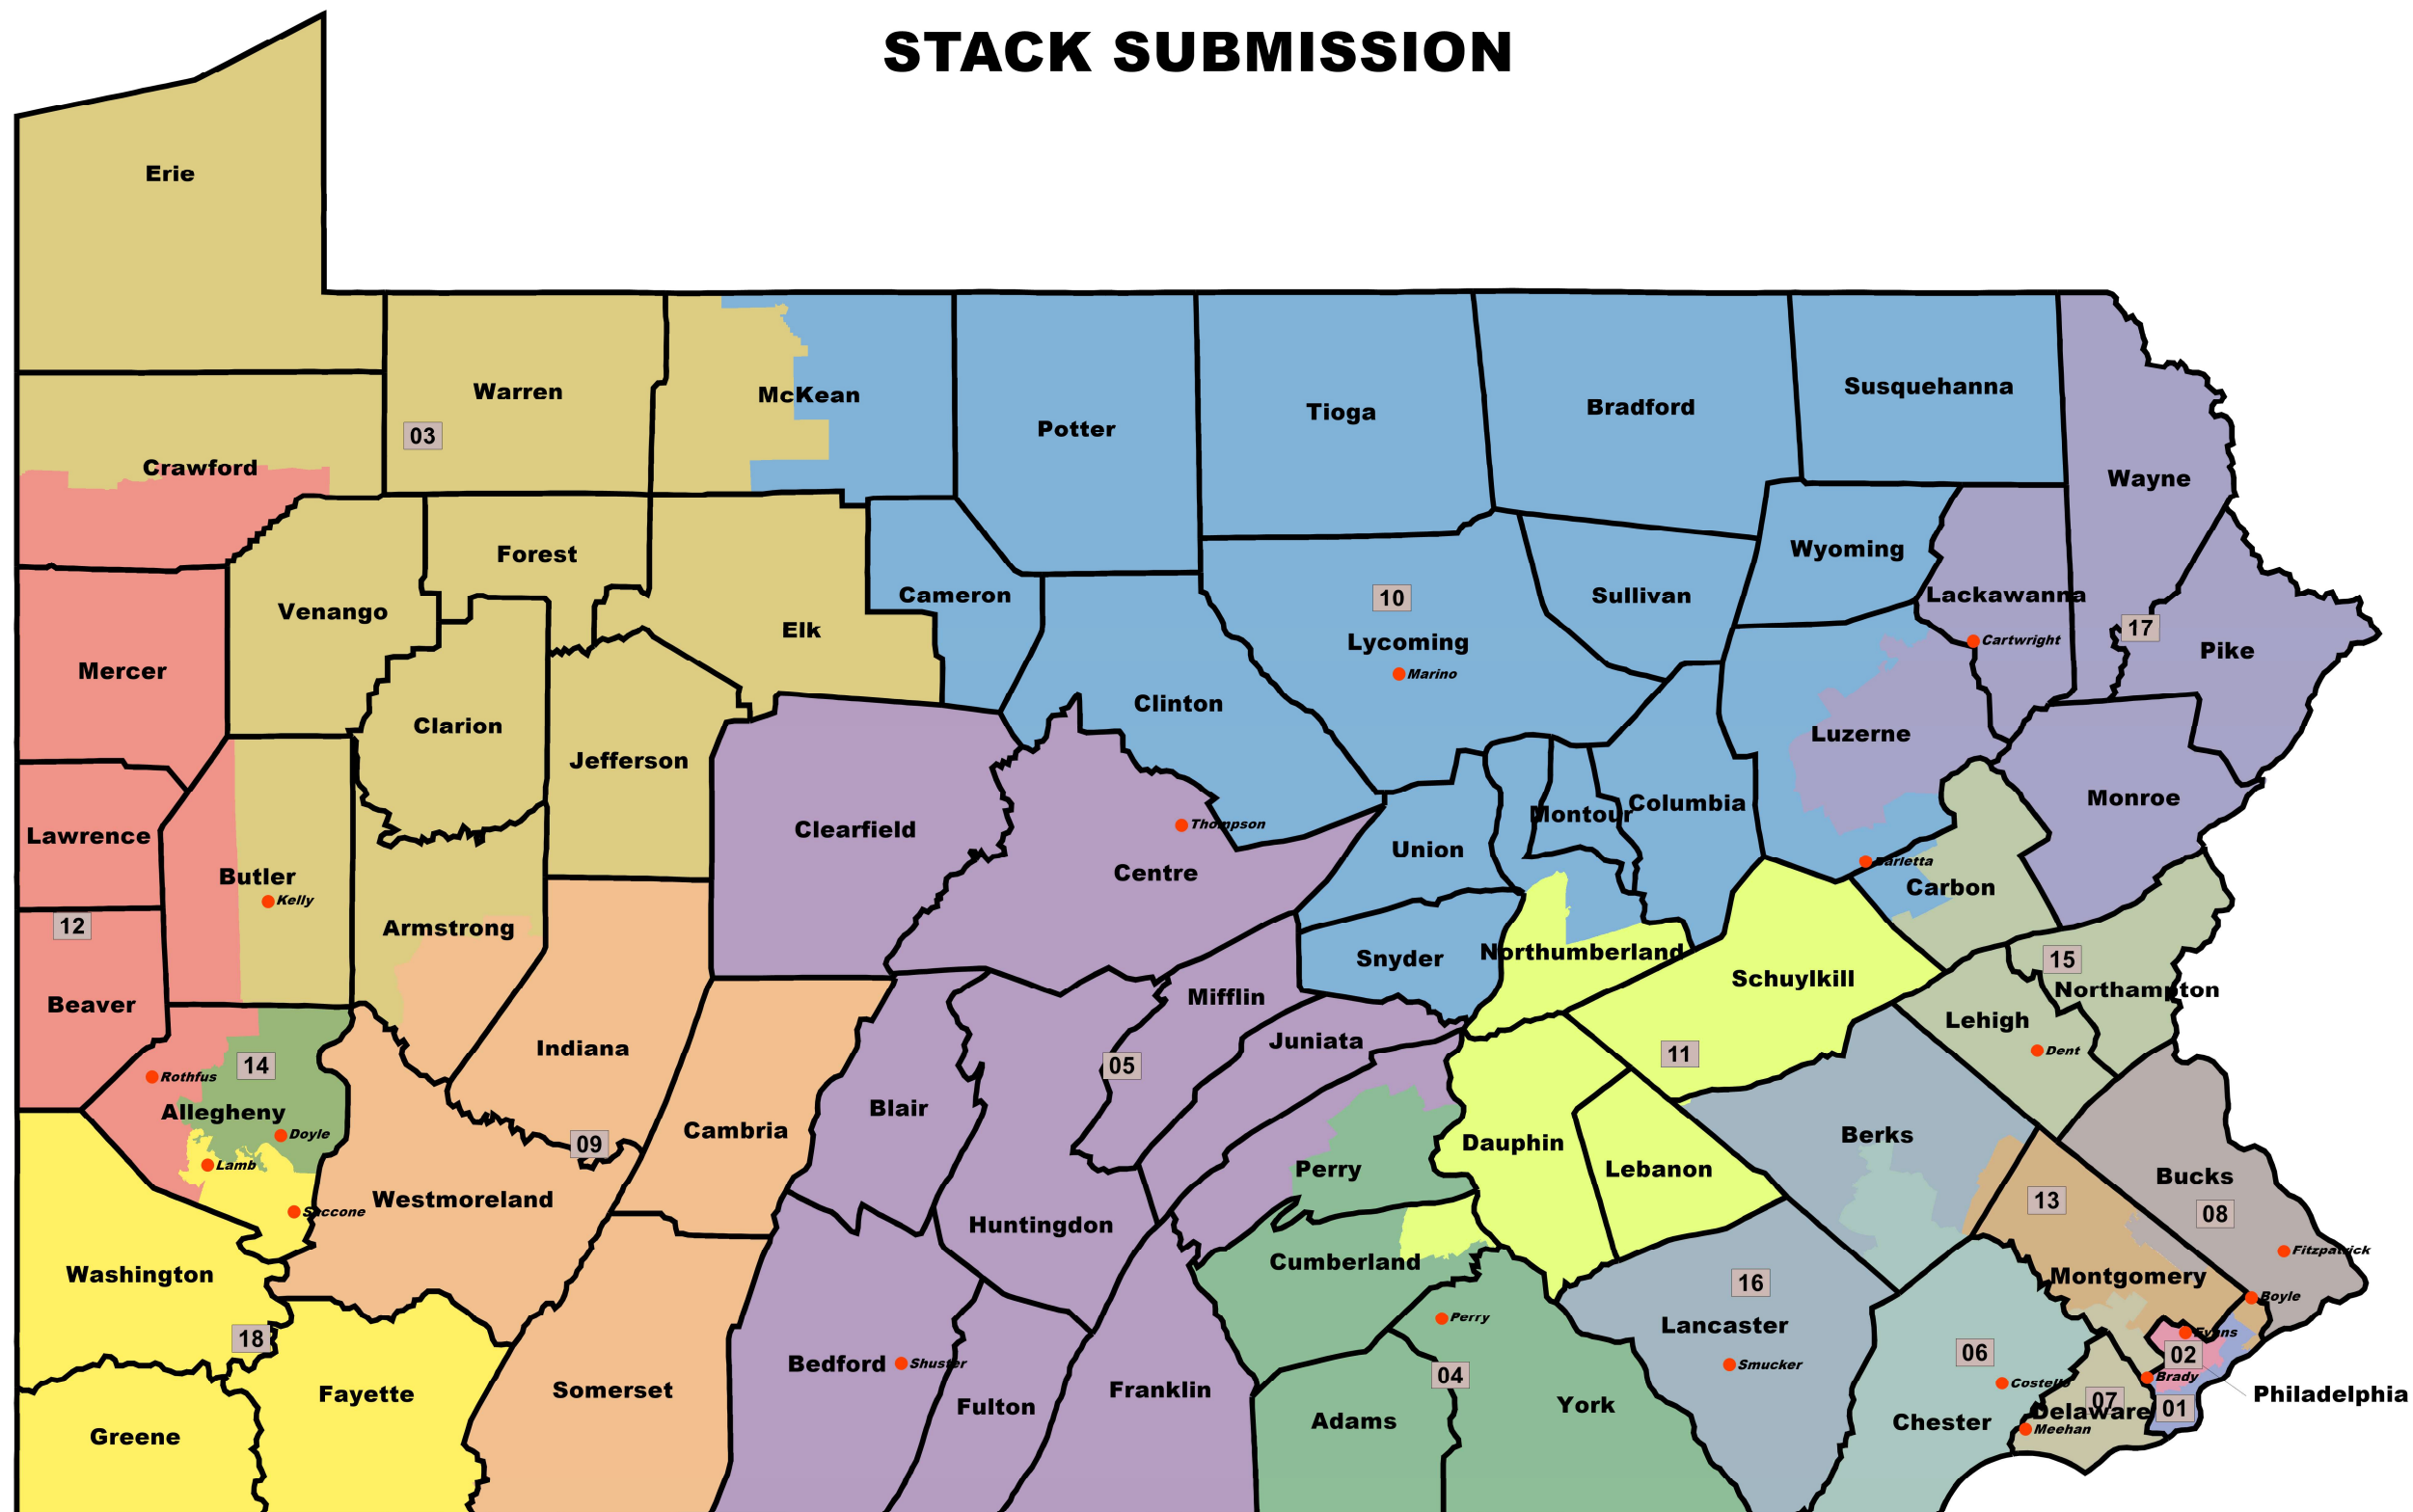 STACK SUBMISSION
Erie
Warren
McKean
Potter
Tioga
Bradford
Susquehanna
03
Crawford
Wayne
Forest
Wyoming
Venango
Cameron
10
Sullivan
Lackawanna
Elk
Lycoming
Cartwright
17
Pike
Mercer
Marino
Clinton
Clarion
Luzerne
Jefferson
Monroe
Lawrence
Clearfield
Thompson
Montour
Columbia
Butler
Kelly
Centre
Union
Barletta
Carbon
12
Armstrong
Northumberland
Snyder
Schuylkill
15
Beaver
Mifflin
Northampton
Indiana
Juniata
Lehigh
14
Rothfus
05
11
Dent
Allegheny
Doyle
Blair
09
Cambria
Dauphin
Berks
Lamb
Perry
Lebanon
Bucks
Westmoreland
13
Saccone
Huntingdon
08
Washington
Cumberland
16
Fitzpatrick
Montgomery
18
Perry
Lancaster
Boyle
Evans
Fayette
Somerset
Bedford
Shuster
Franklin
04
Smucker
06
02
Costello
Brady
Greene
Fulton
Adams
York
Chester
07
Delaware
01
Philadelphia
Meehan